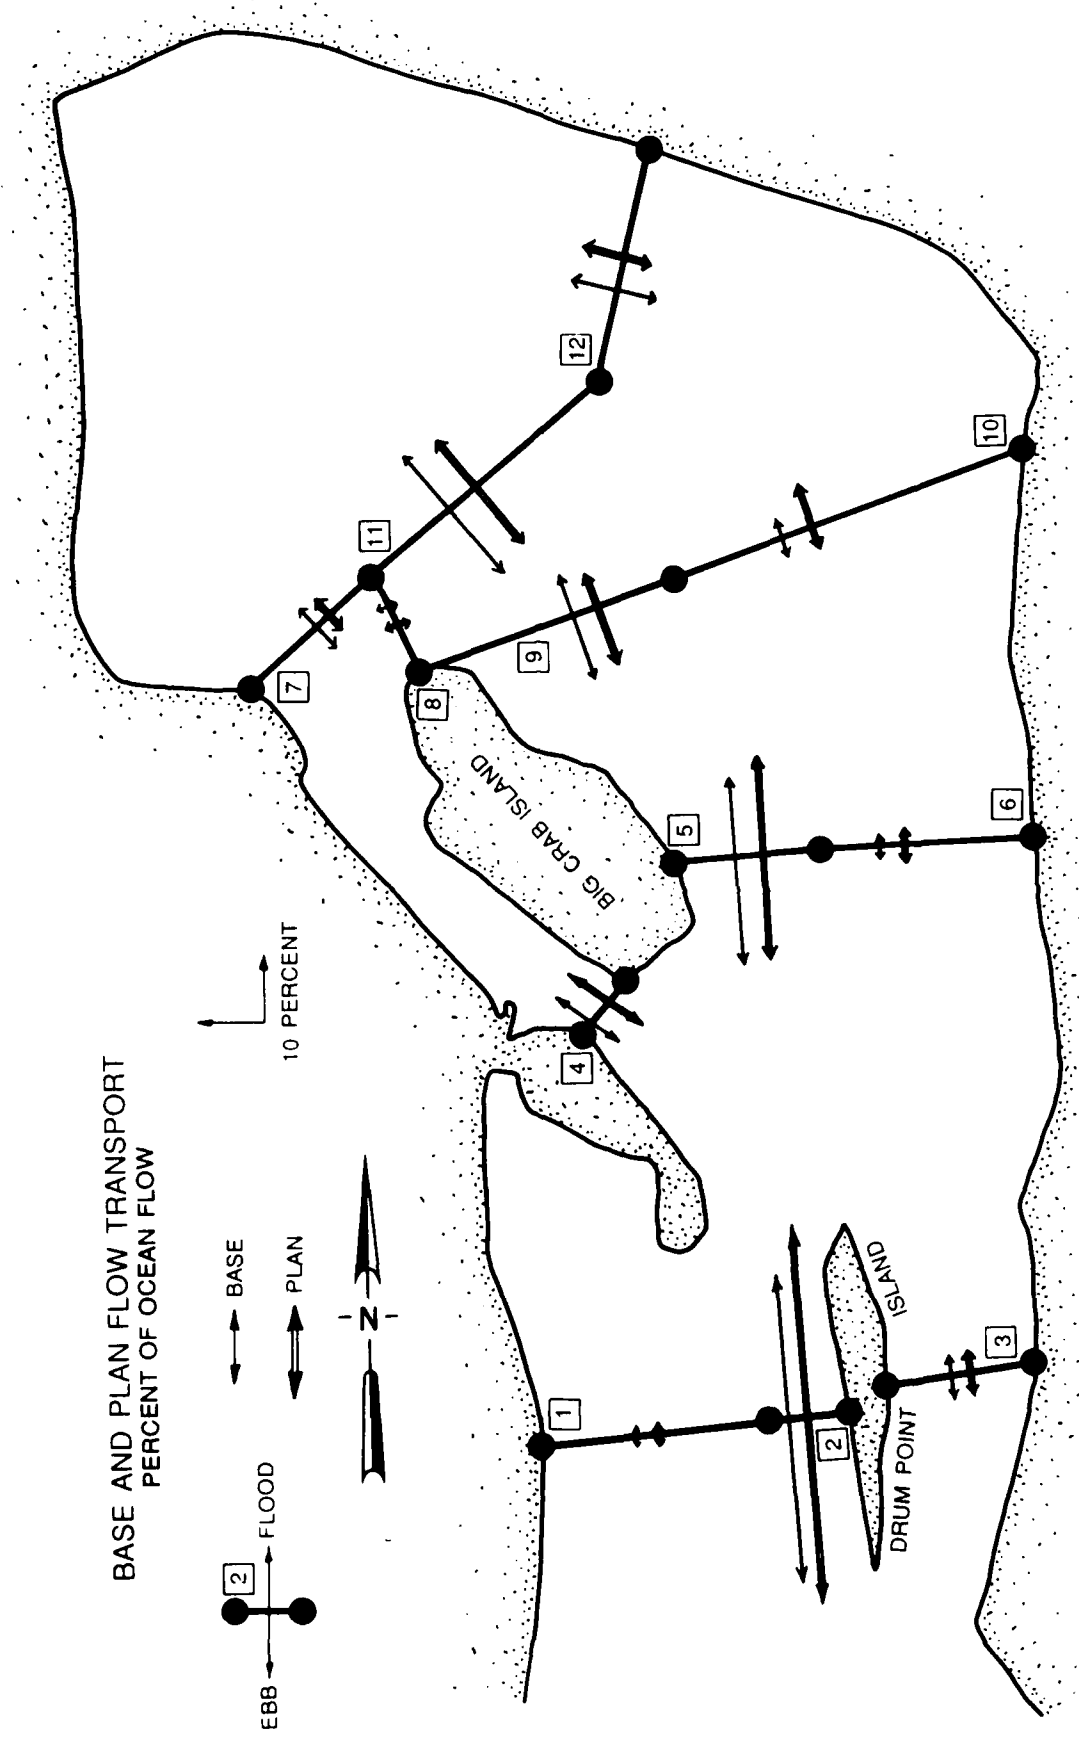 BASE AND PLAN FLOW TRANSPORT
PERCENT OF OCEAN FLOW
2
EBB
FLOOD
BASE
PLAN
N
10 PERCENT
1
2
3
4
5
6
7
8
9
10
11
12
BIG CRAB ISLAND
DRUM POINT
ISLAND